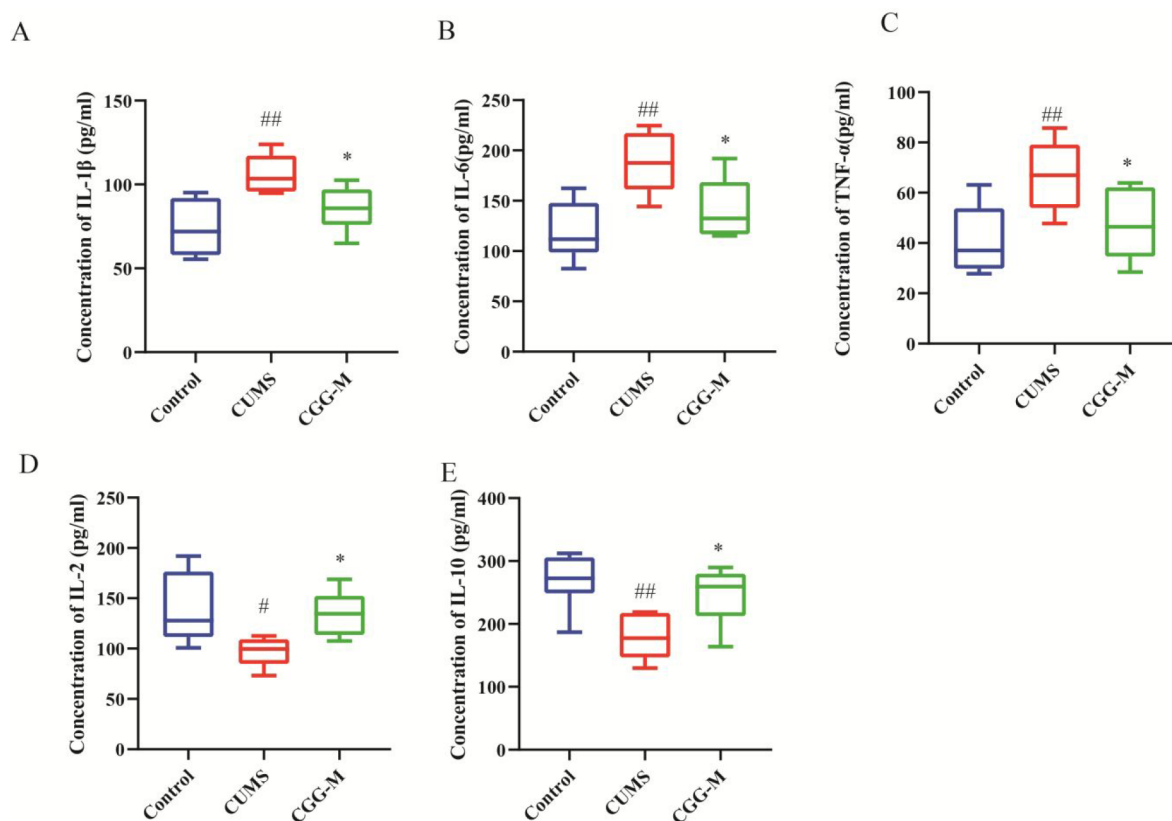 A
Concentration of IL-1β (pg/ml)
150
100
50
0
##
*
Control
CUMS
CGG-M
B
Concentration of IL-6(pg/ml)
250
200
150
100
50
0
##
*
Control
CUMS
CGG-M
C
Concentration of TNF-α(pg/ml)
100
80
60
40
20
0
##
*
Control
CUMS
CGG-M
D
Concentration of IL-2 (pg/ml)
250
200
150
100
50
0
#
*
Control
CUMS
CGG-M
E
Concentration of IL-10 (pg/ml)
400
300
200
100
0
##
*
Control
CUMS
CGG-M